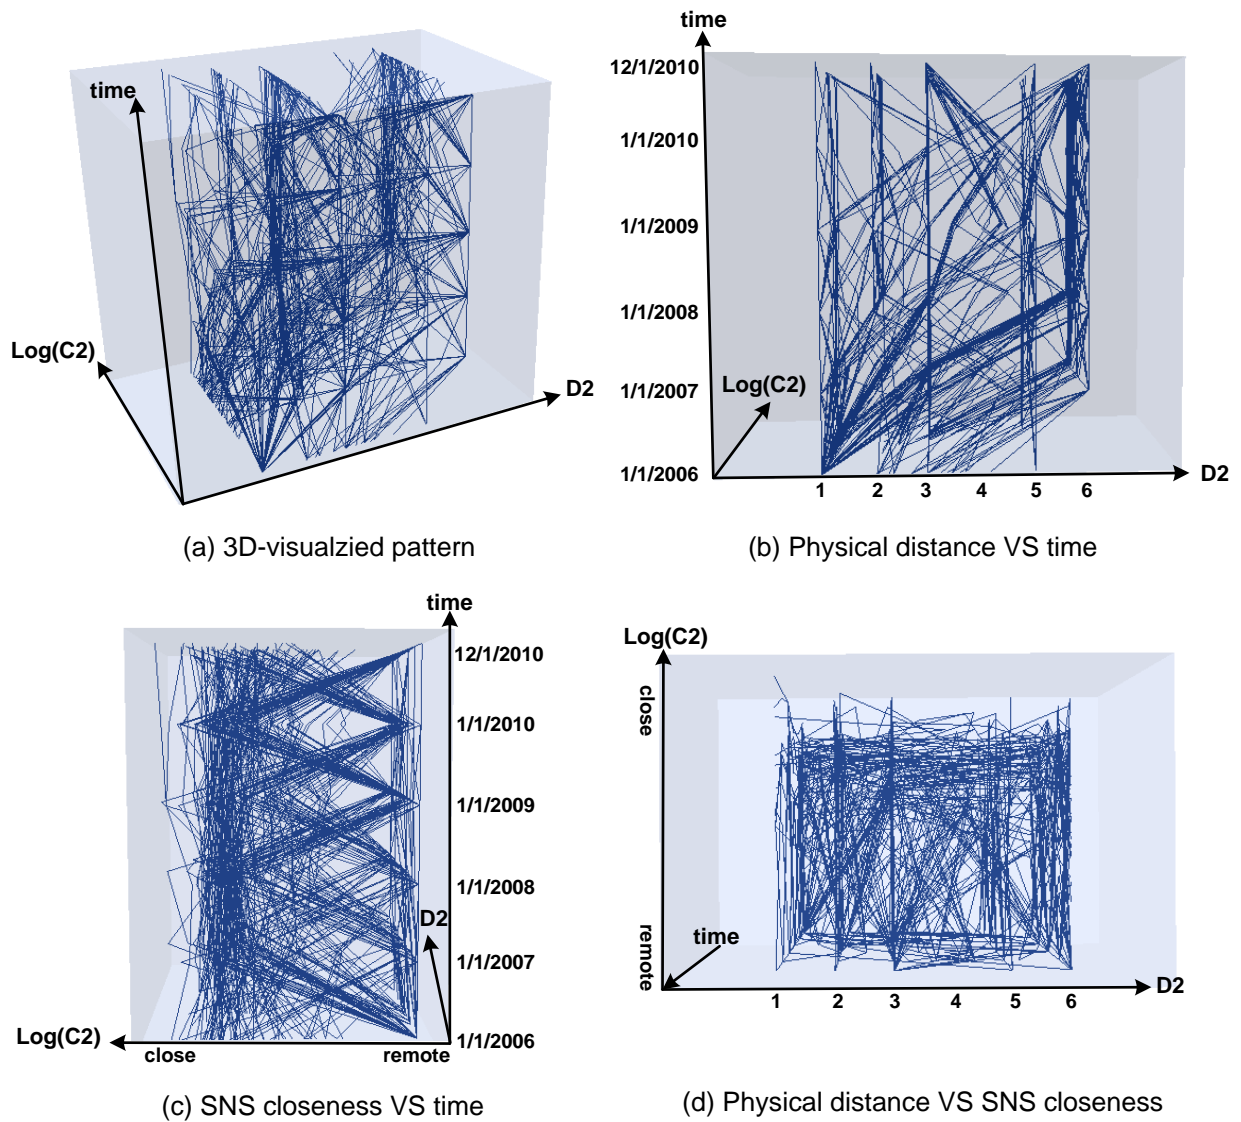 time
Log(C2)
D2
(a) 3D-visualzied pattern
time
12/1/2010
1/1/2010
1/1/2009
1/1/2008
1/1/2007
1/1/2006
Log(C2)
D2
1 2 3 4 5 6
(b) Physical distance VS time
time
12/1/2010
1/1/2010
1/1/2009
1/1/2008
D2
1/1/2007
1/1/2006
Log(C2)
close remote
(c) SNS closeness VS time
Log(C2)
close
remote
time
D2
1 2 3 4 5 6
(d) Physical distance VS SNS closeness